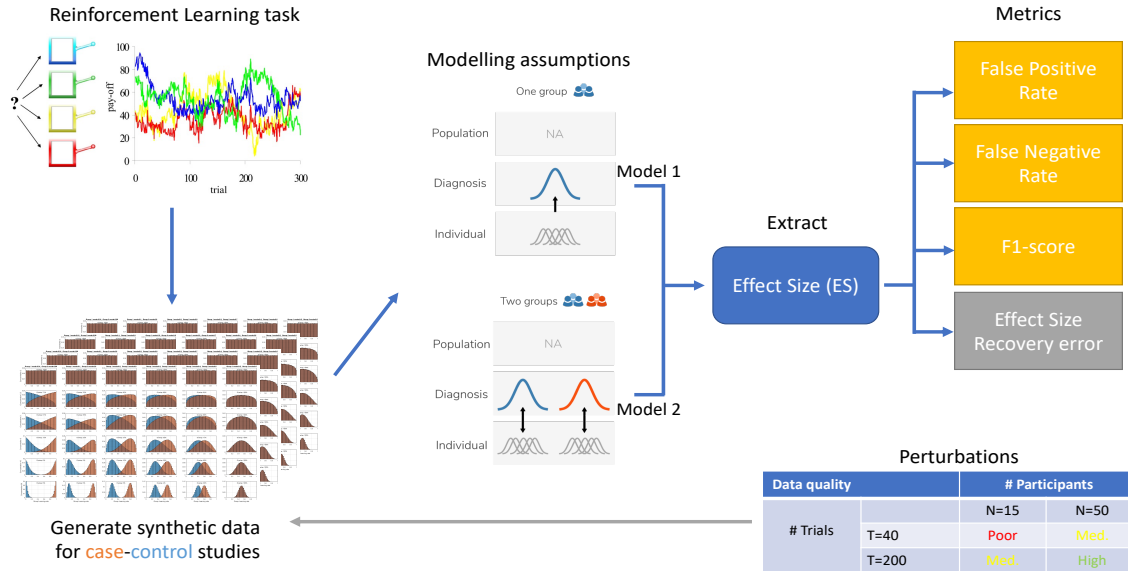 Reinforcement Learning task
?
pay-off
100
80
60
40
20
0
0
100
200
300
trial
Modelling assumptions
One group
Population
NA
Diagnosis
Model 1
Individual
Two groups
Population
NA
Diagnosis
Model 2
Individual
Extract
Effect Size (ES)
Metrics
False Positive
Rate
False Negative
Rate
F1-score
Effect Size
Recovery error
Generate synthetic data
for case-control studies
Perturbations
Data quality # Participants
N=15 N=50
# Trials T=40 Poor Med.
T=200 Med. High